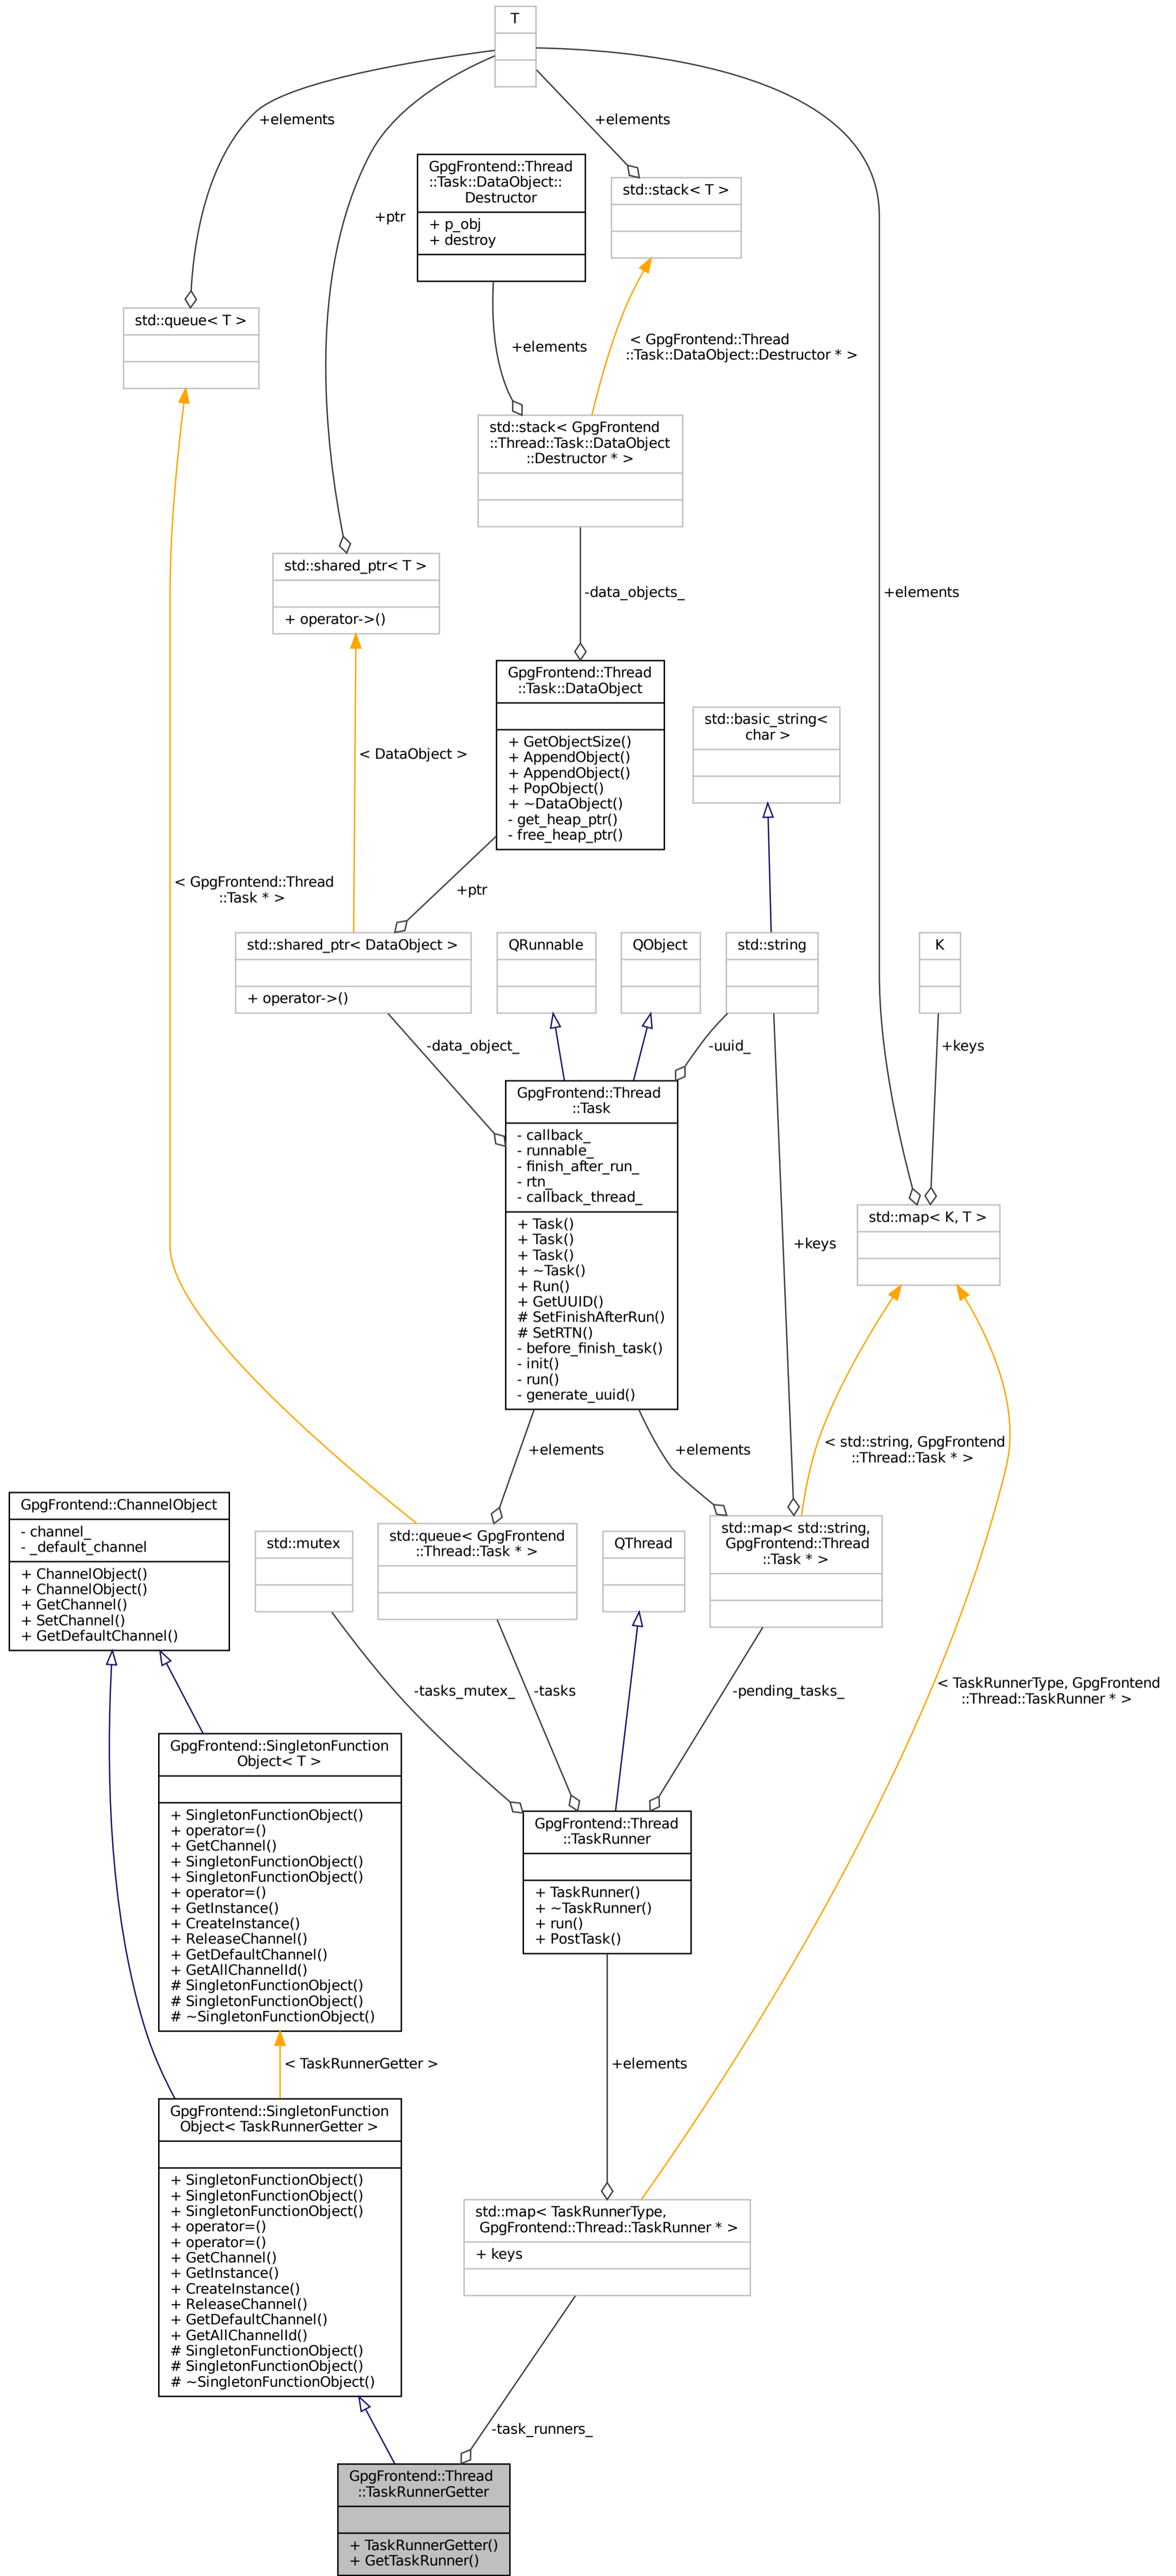 T
+elements
+elements
GpgFrontend::Thread
::Task::DataObject::
Destructor
+ p_obj
+ destroy
std::stack< T >
+ptr
std::queue< T >
+elements
< GpgFrontend::Thread
::Task::DataObject::Destructor * >
std::stack< GpgFrontend
::Thread::Task::DataObject
::Destructor * >
std::shared_ptr< T >
+ operator->()
-data_objects_
+elements
GpgFrontend::Thread
::Task::DataObject
+ GetObjectSize()
+ AppendObject()
+ AppendObject()
+ PopObject()
+ ~DataObject()
- get_heap_ptr()
- free_heap_ptr()
std::basic_string<
char >
< DataObject >
< GpgFrontend::Thread
::Task * >
+ptr
std::shared_ptr< DataObject >
+ operator->()
QRunnable
QObject
std::string
K
-data_object_
-uuid_
+keys
GpgFrontend::Thread
::Task
- callback_
- runnable_
- finish_after_run_
- rtn_
- callback_thread_
+ Task()
+ Task()
+ Task()
+ ~Task()
+ Run()
+ GetUUID()
# SetFinishAfterRun()
# SetRTN()
- before_finish_task()
- init()
- run()
- generate_uuid()
std::map< K, T >
+keys
+elements
+elements
< std::string, GpgFrontend
::Thread::Task * >
GpgFrontend::ChannelObject
- channel_
- _default_channel
+ ChannelObject()
+ ChannelObject()
+ GetChannel()
+ SetChannel()
+ GetDefaultChannel()
std::mutex
std::queue< GpgFrontend
::Thread::Task * >
QThread
std::map< std::string,
GpgFrontend::Thread
::Task * >
-tasks_mutex_
-tasks
-pending_tasks_
< TaskRunnerType, GpgFrontend
::Thread::TaskRunner * >
GpgFrontend::SingletonFunction
Object< T >
+ SingletonFunctionObject()
+ operator=()
+ GetChannel()
+ SingletonFunctionObject()
+ SingletonFunctionObject()
+ operator=()
+ GetInstance()
+ CreateInstance()
+ ReleaseChannel()
+ GetDefaultChannel()
+ GetAllChannelId()
# SingletonFunctionObject()
# SingletonFunctionObject()
# ~SingletonFunctionObject()
GpgFrontend::Thread
::TaskRunner
+ TaskRunner()
+ ~TaskRunner()
+ run()
+ PostTask()
< TaskRunnerGetter >
+elements
GpgFrontend::SingletonFunction
Object< TaskRunnerGetter >
+ SingletonFunctionObject()
+ SingletonFunctionObject()
+ SingletonFunctionObject()
+ operator=()
+ operator=()
+ GetChannel()
+ GetInstance()
+ CreateInstance()
+ ReleaseChannel()
+ GetDefaultChannel()
+ GetAllChannelId()
# SingletonFunctionObject()
# SingletonFunctionObject()
# ~SingletonFunctionObject()
std::map< TaskRunnerType,
GpgFrontend::Thread::TaskRunner * >
+ keys
-task_runners_
GpgFrontend::Thread
::TaskRunnerGetter
+ TaskRunnerGetter()
+ GetTaskRunner()